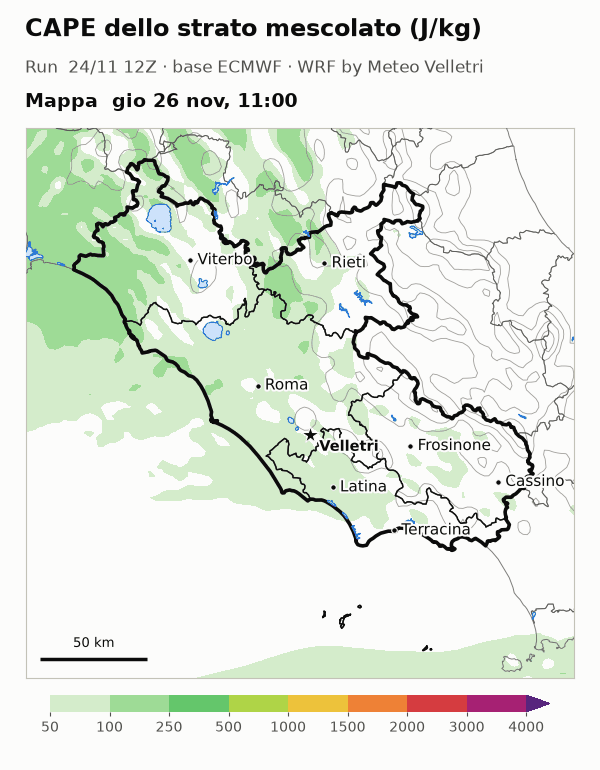 CAPE dello strato mescolato (J/kg)
Run  24/11 12Z · base ECMWF · WRF by Meteo Velletri
Mappa  gio 26 nov, 11:00
Viterbo
Rieti
Roma
Velletri
Frosinone
Cassino
Latina
Terracina
50 km
50 100 250 500 1000 1500 2000 3000 4000